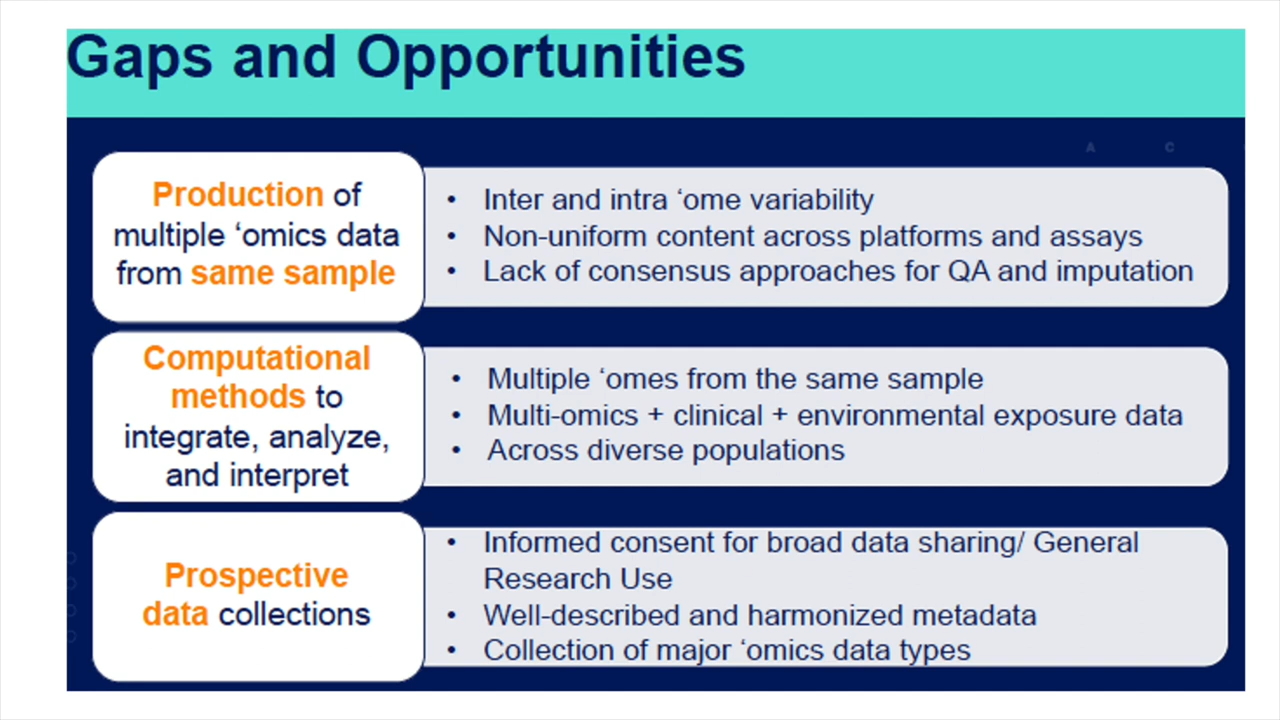 Gaps and Opportunities
A C
Production of
multiple ‘omics data
from same sample
• Inter and intra ‘ome variability
• Non-uniform content across platforms and assays
• Lack of consensus approaches for QA and imputation
Computational
methods to
integrate, analyze,
and interpret
• Multiple ‘omes from the same sample
• Multi-omics + clinical + environmental exposure data
• Across diverse populations
Prospective
data collections
• Informed consent for broad data sharing/ General
Research Use
• Well-described and harmonized metadata
• Collection of major ‘omics data types